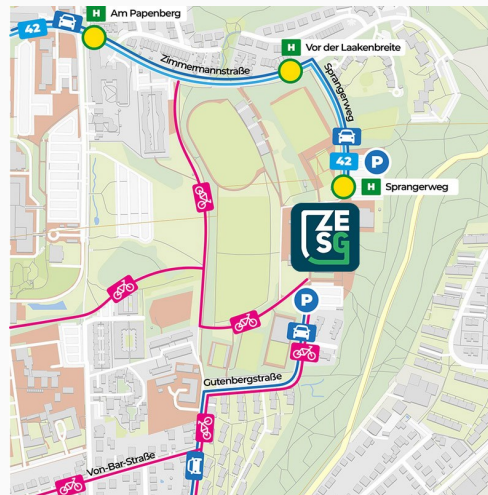 H Am Papenberg
42
H Vor der Laakenbreite
Zimmermannstraße
Sprangerweg
42 P
H Sprangerweg
ZE
SG
P
Gutenbergstraße
Von-Bar-Straße